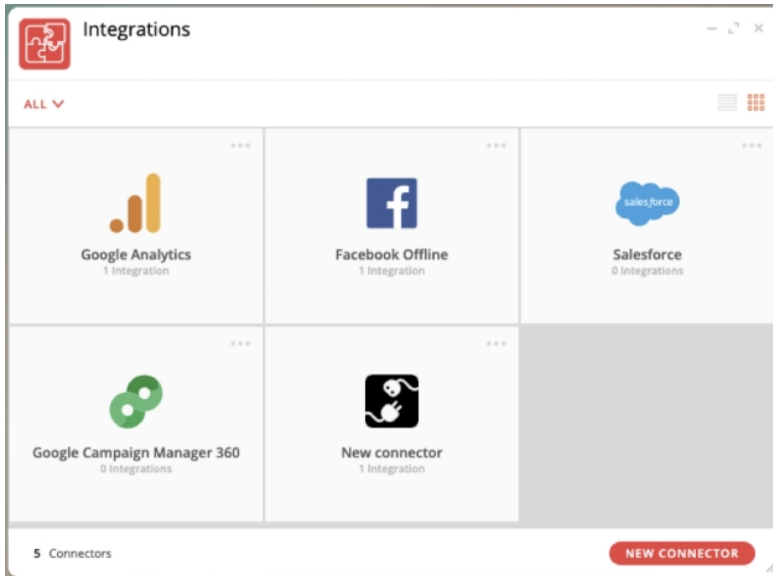 Integrations
ALL
Google Analytics
1 Integration
Facebook Offline
1 Integration
salesforce
Salesforce
0 Integrations
Google Campaign Manager 360
0 Integrations
New connector
1 Integration
5 Connectors
NEW CONNECTOR